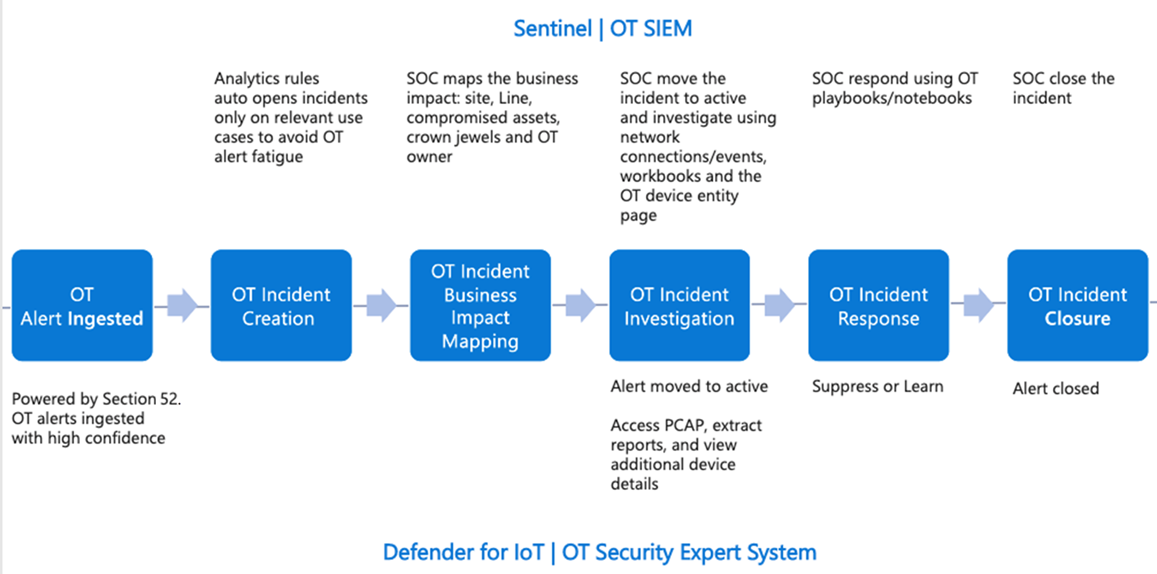 Sentinel | OT SIEM
Analytics rules
auto opens incidents
only on relevant use
cases to avoid OT
alert fatigue
SOC maps the business
impact: site, Line,
compromised assets,
crown jewels and OT
owner
SOC move the
incident to active
and investigate using
network
connections/events,
workbooks and the
OT device entity
page
SOC respond using OT
playbooks/notebooks
SOC close the
incident
OT
Alert Ingested
OT Incident
Creation
OT Incident
Business
Impact
Mapping
OT Incident
Investigation
OT Incident
Response
OT Incident
Closure
Powered by Section 52.
OT alerts ingested
with high confidence
Alert moved to active
Access PCAP, extract
reports, and view
additional device
details
Suppress or Learn
Alert closed
Defender for IoT | OT Security Expert System